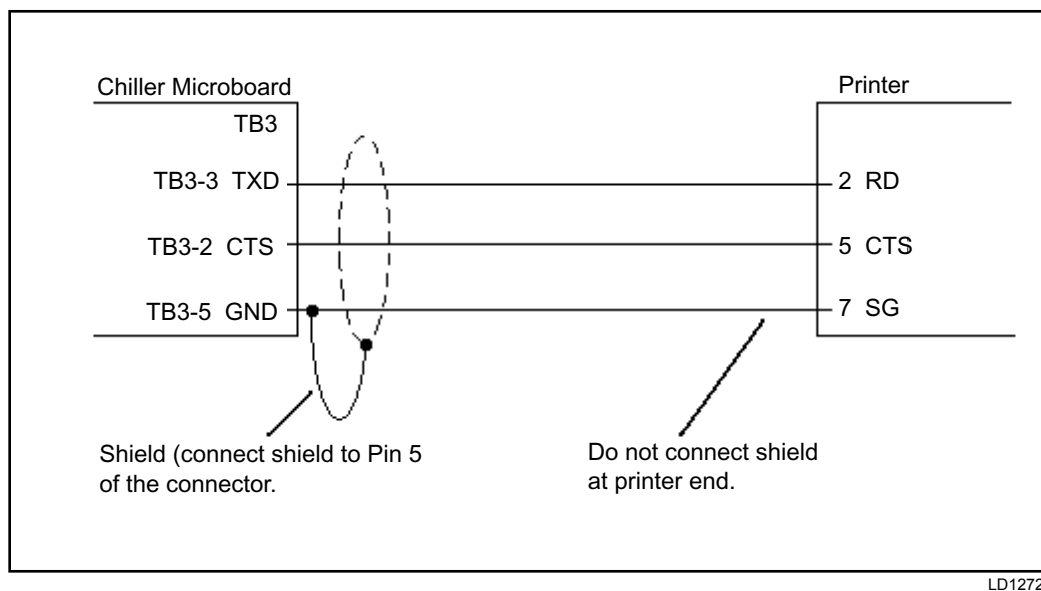 Chiller Microboard
Printer
TB3
TB3-3 TXD
2 RD
TB3-2 CTS
5 CTS
TB3-5 GND
7 SG
Shield (connect shield to Pin 5
of the connector.
Do not connect shield
at printer end.
LD1272